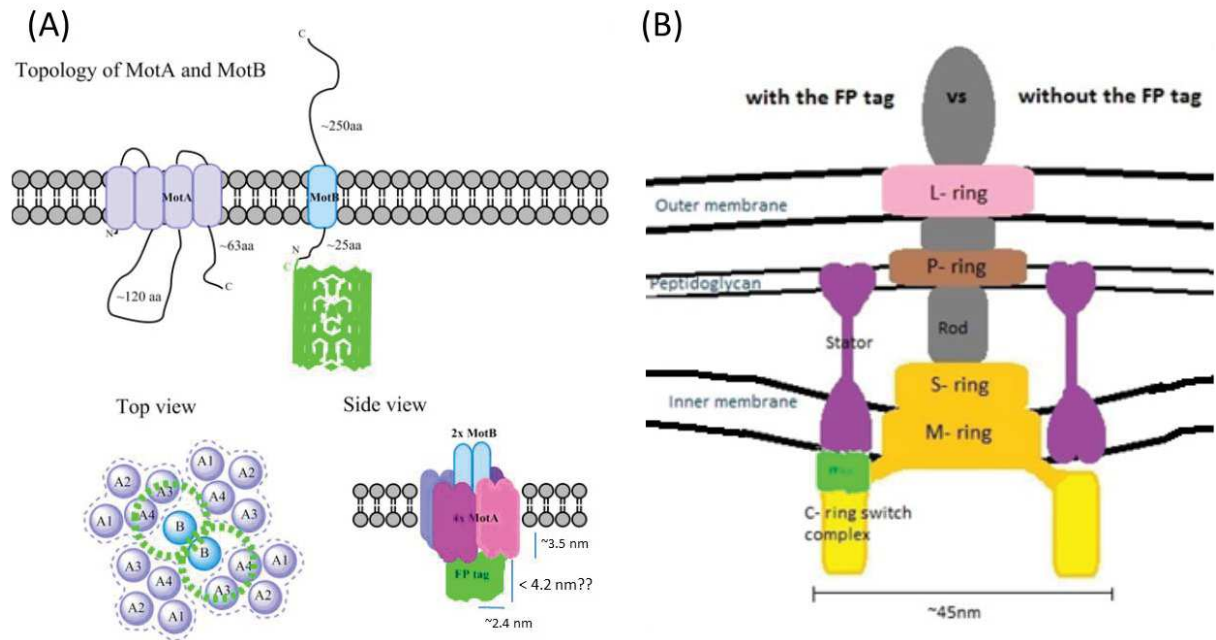 (A)
Topology of MotA and MotB
C
~250aa
MotA
MotB
N
~63aa
N
~25aa
C
C
~120 aa
Top view
A1
A2
A2
A3
A4
A1
A4
A3
B
B
A3
A4
A1
A4
A3
A2
A2
A2
A1
Side view
2x MotB
4x MotA
~3.5 nm
FP tag
< 4.2 nm??
~2.4 nm
(B)
with the FP tag
vs
without the FP tag
L- ring
Outer membrane
P- ring
Peptidoglycan
Rod
Stator
S- ring
Inner membrane
M- ring
C- ring switch
complex
~45nm